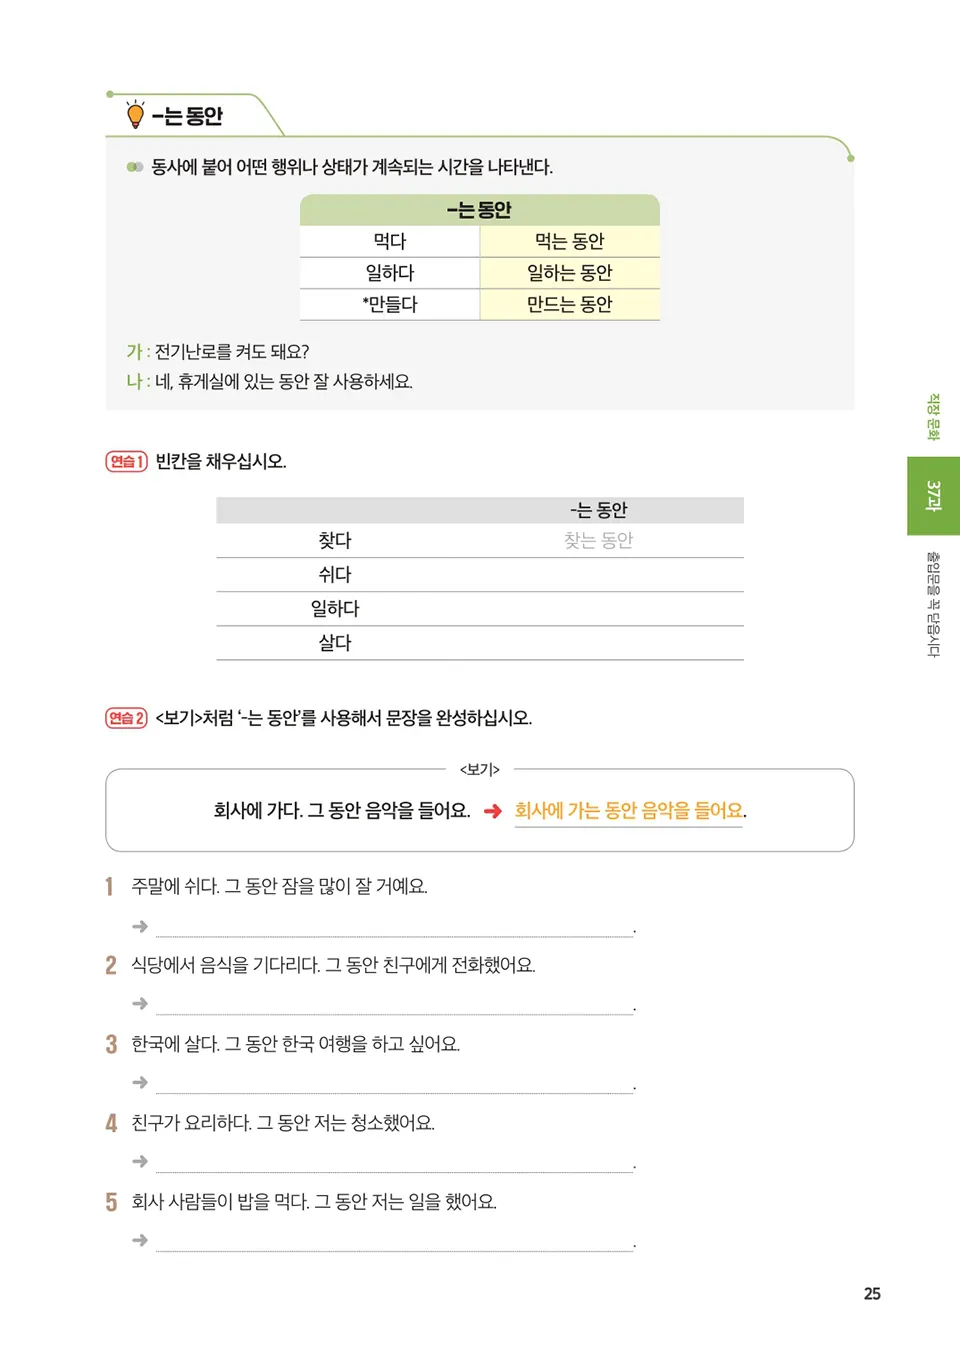 -는 동안
동사에 붙어 어떤 행위나 상태가 계속되는 시간을 나타낸다.
-는 동안
먹다 먹는 동안
일하다 일하는 동안
*만들다 만드는 동안
가 : 전기난로를 켜도 돼요?
나 : 네, 휴게실에 있는 동안 잘 사용하세요.
연습 1 빈칸을 채우십시오.
-는 동안
찾다 찾는 동안
쉬다
일하다
살다
연습 2 <보기>처럼 ‘-는 동안’를 사용해서 문장을 완성하십시오.
<보기>
회사에 가다. 그 동안 음악을 들어요. ➜ 회사에 가는 동안 음악을 들어요.
1 주말에 쉬다. 그 동안 잠을 많이 잘 거예요.
➜ .
2 식당에서 음식을 기다리다. 그 동안 친구에게 전화했어요.
➜ .
3 한국에 살다. 그 동안 한국 여행을 하고 싶어요.
➜ .
4 친구가 요리하다. 그 동안 저는 청소했어요.
➜ .
5 회사 사람들이 밥을 먹다. 그 동안 저는 일을 했어요.
➜ .
직장 문화
37과
출입문을 꼭 닫읍시다
25